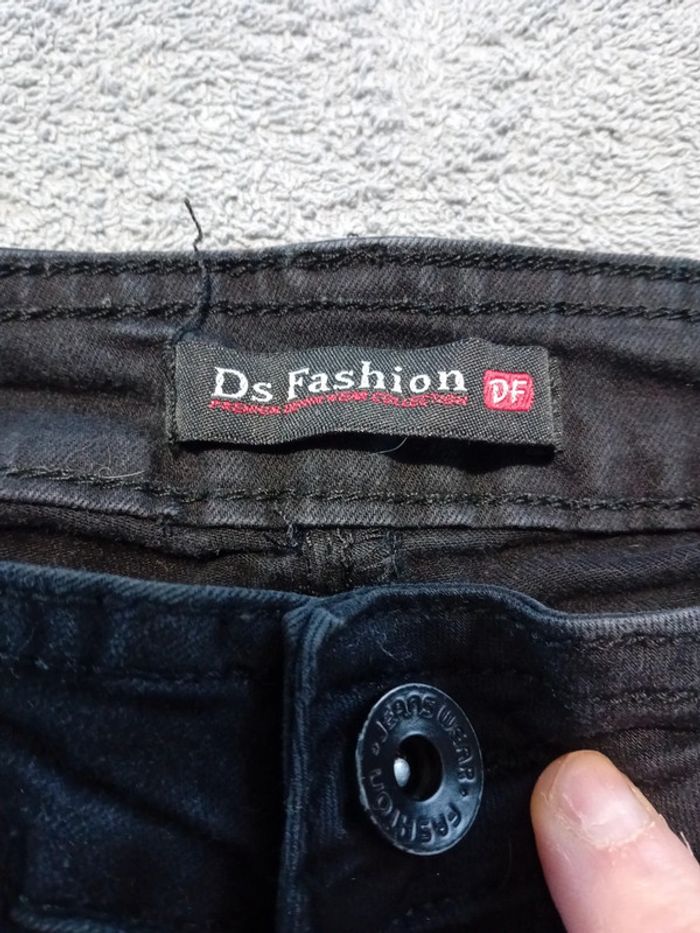 Ds Fashion DF
PREMIUM DENIM WEAR COLLECTION
• JEANS WEAR • FASHION